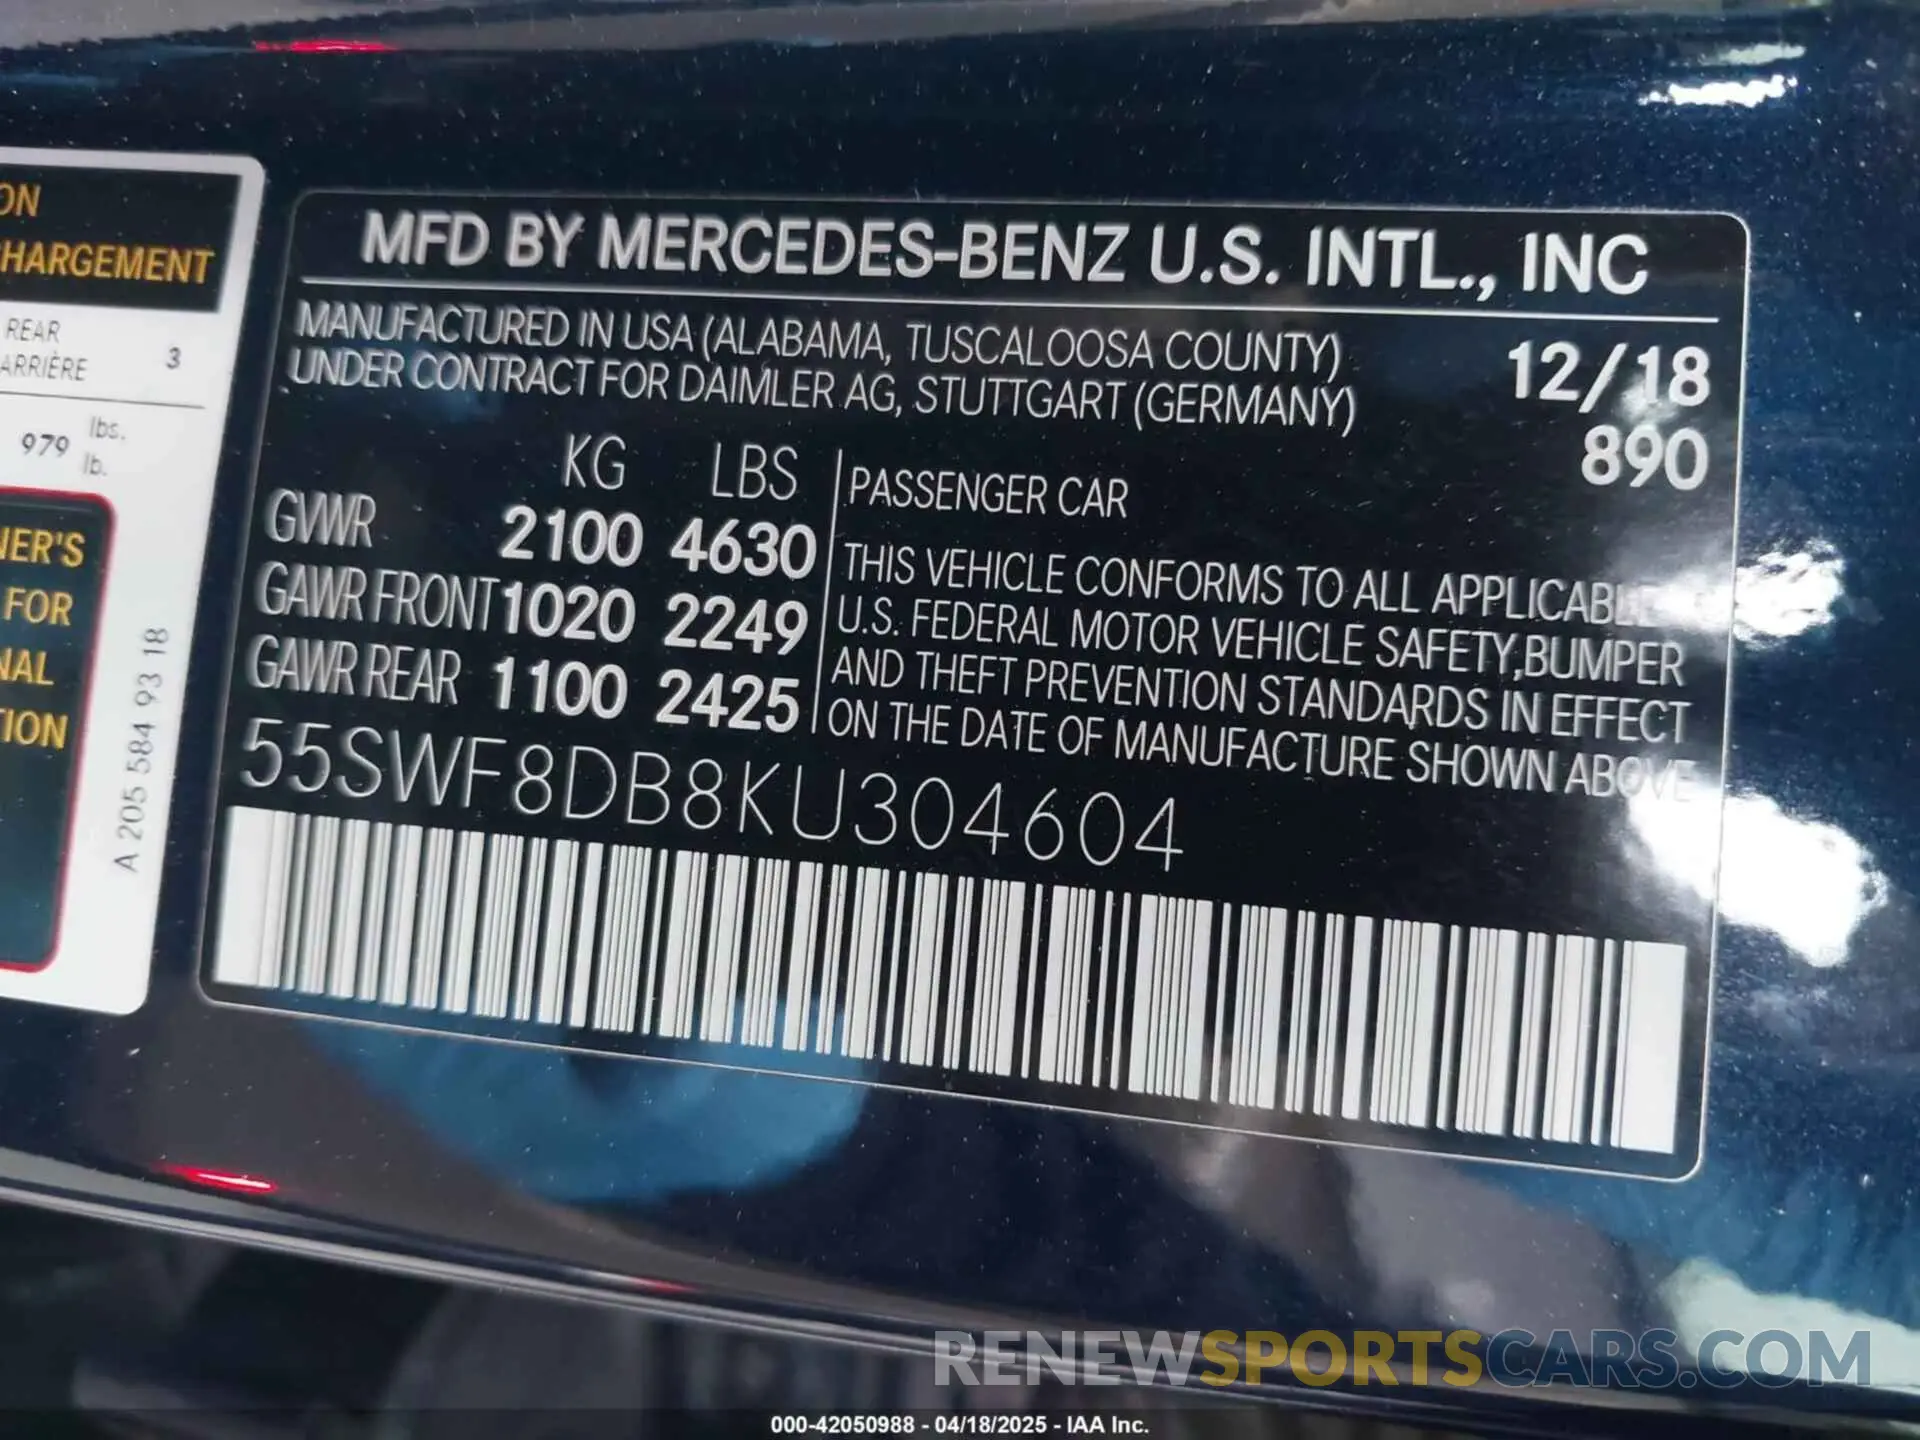 ON
HARGEMENT
REAR
ARRIÈRE 3
979 lbs.
lb.
NER'S
FOR
NAL
TION
A 205 584 93 18
MFD BY MERCEDES-BENZ U.S. INTL., INC
MANUFACTURED IN USA (ALABAMA, TUSCALOOSA COUNTY)
UNDER CONTRACT FOR DAIMLER AG, STUTTGART (GERMANY)
12/18
890
KG LBS
GVWR 2100 4630
GAWR FRONT 1020 2249
GAWR REAR 1100 2425
PASSENGER CAR
THIS VEHICLE CONFORMS TO ALL APPLICABLE
U.S. FEDERAL MOTOR VEHICLE SAFETY,BUMPER
AND THEFT PREVENTION STANDARDS IN EFFECT
ON THE DATE OF MANUFACTURE SHOWN ABOVE
55SWF8DB8KU304604
RENEWSPORTSCARS.COM
000-42050988 - 04/18/2025 - IAA Inc.